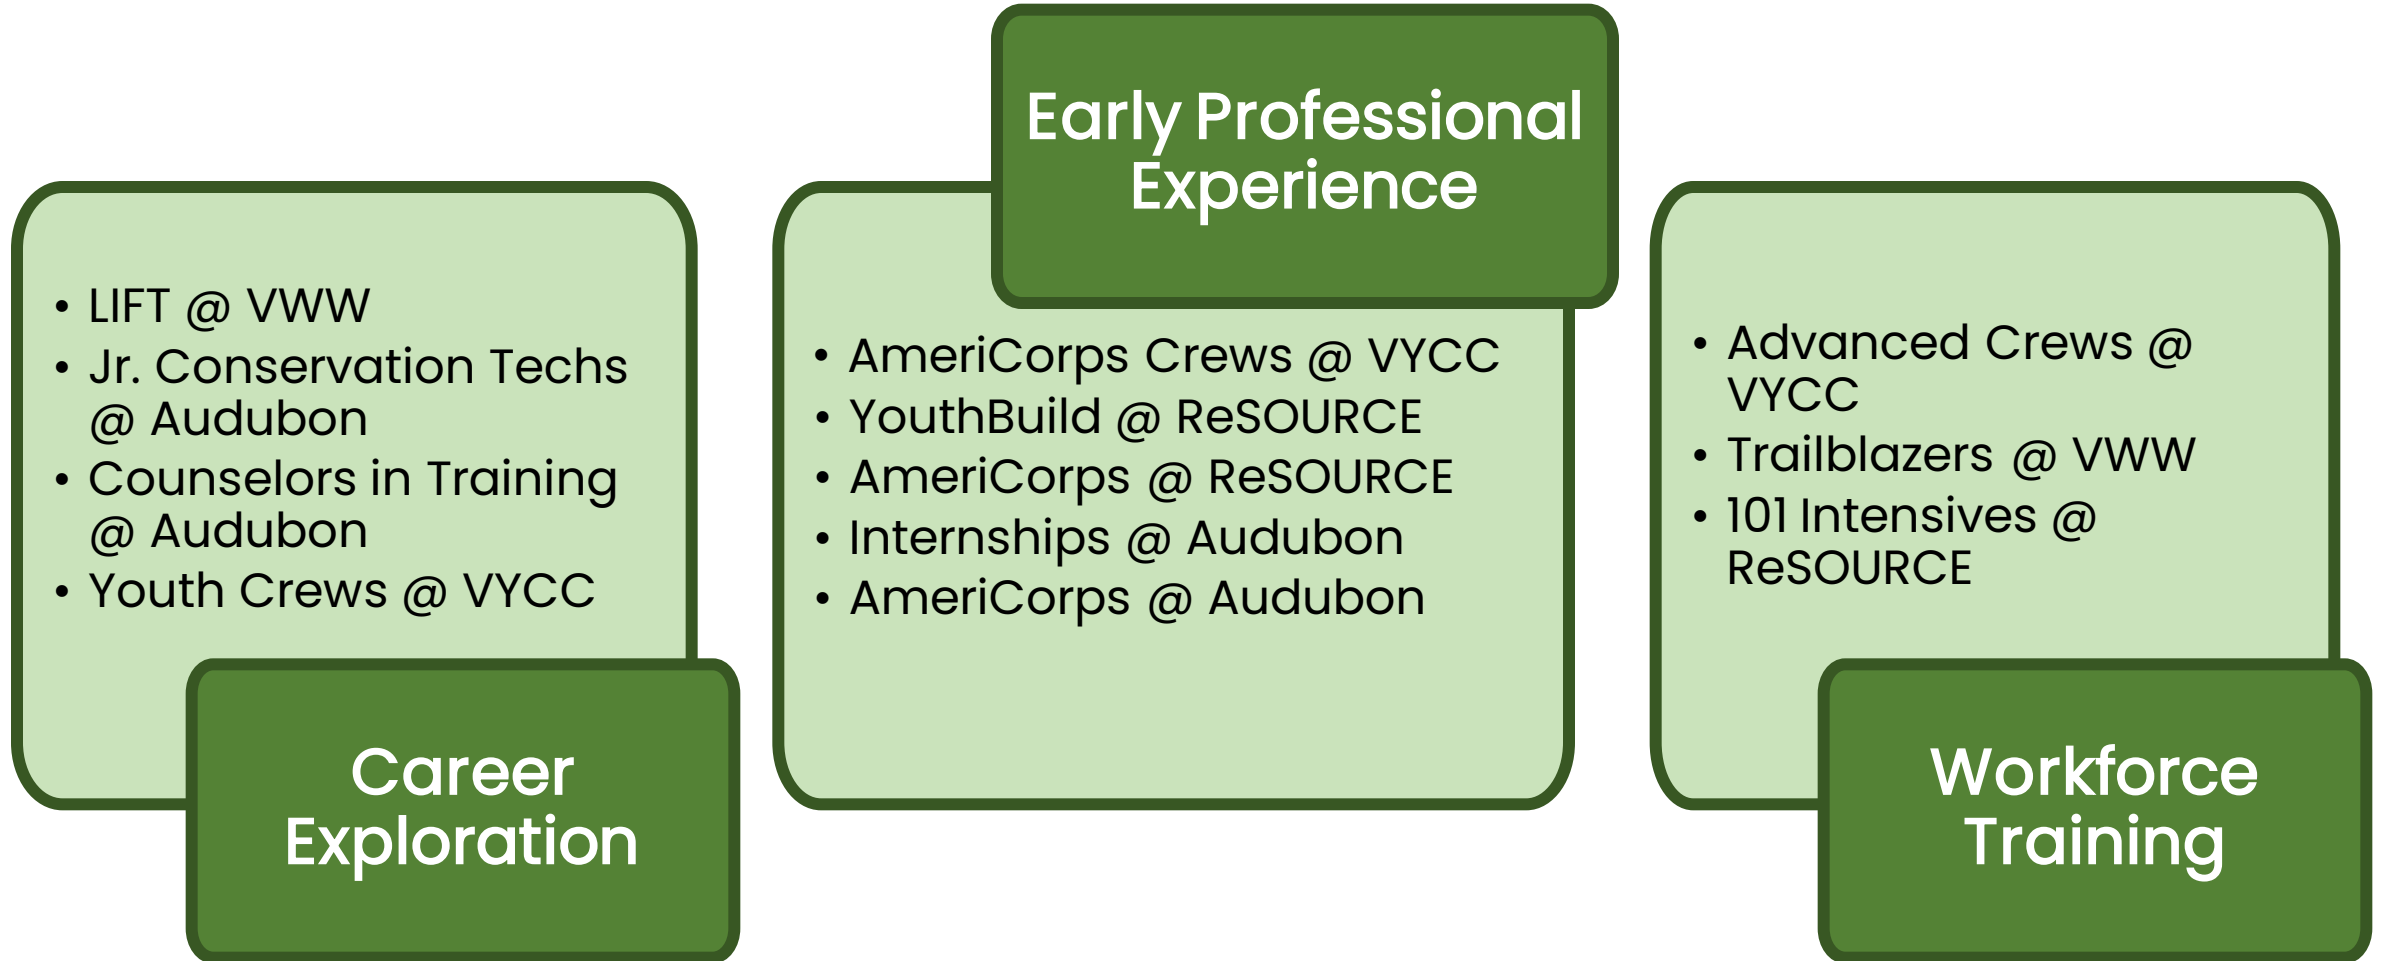 • LIFT @ VWW
• Jr. Conservation Techs
@ Audubon
• Counselors in Training
@ Audubon
• Youth Crews @ VYCC
Career
Exploration
Early Professional
Experience
• AmeriCorps Crews @ VYCC
• YouthBuild @ ReSOURCE
• AmeriCorps @ ReSOURCE
• Internships @ Audubon
• AmeriCorps @ Audubon
• Advanced Crews @
VYCC
• Trailblazers @ VWW
• 101 Intensives @
ReSOURCE
Workforce
Training